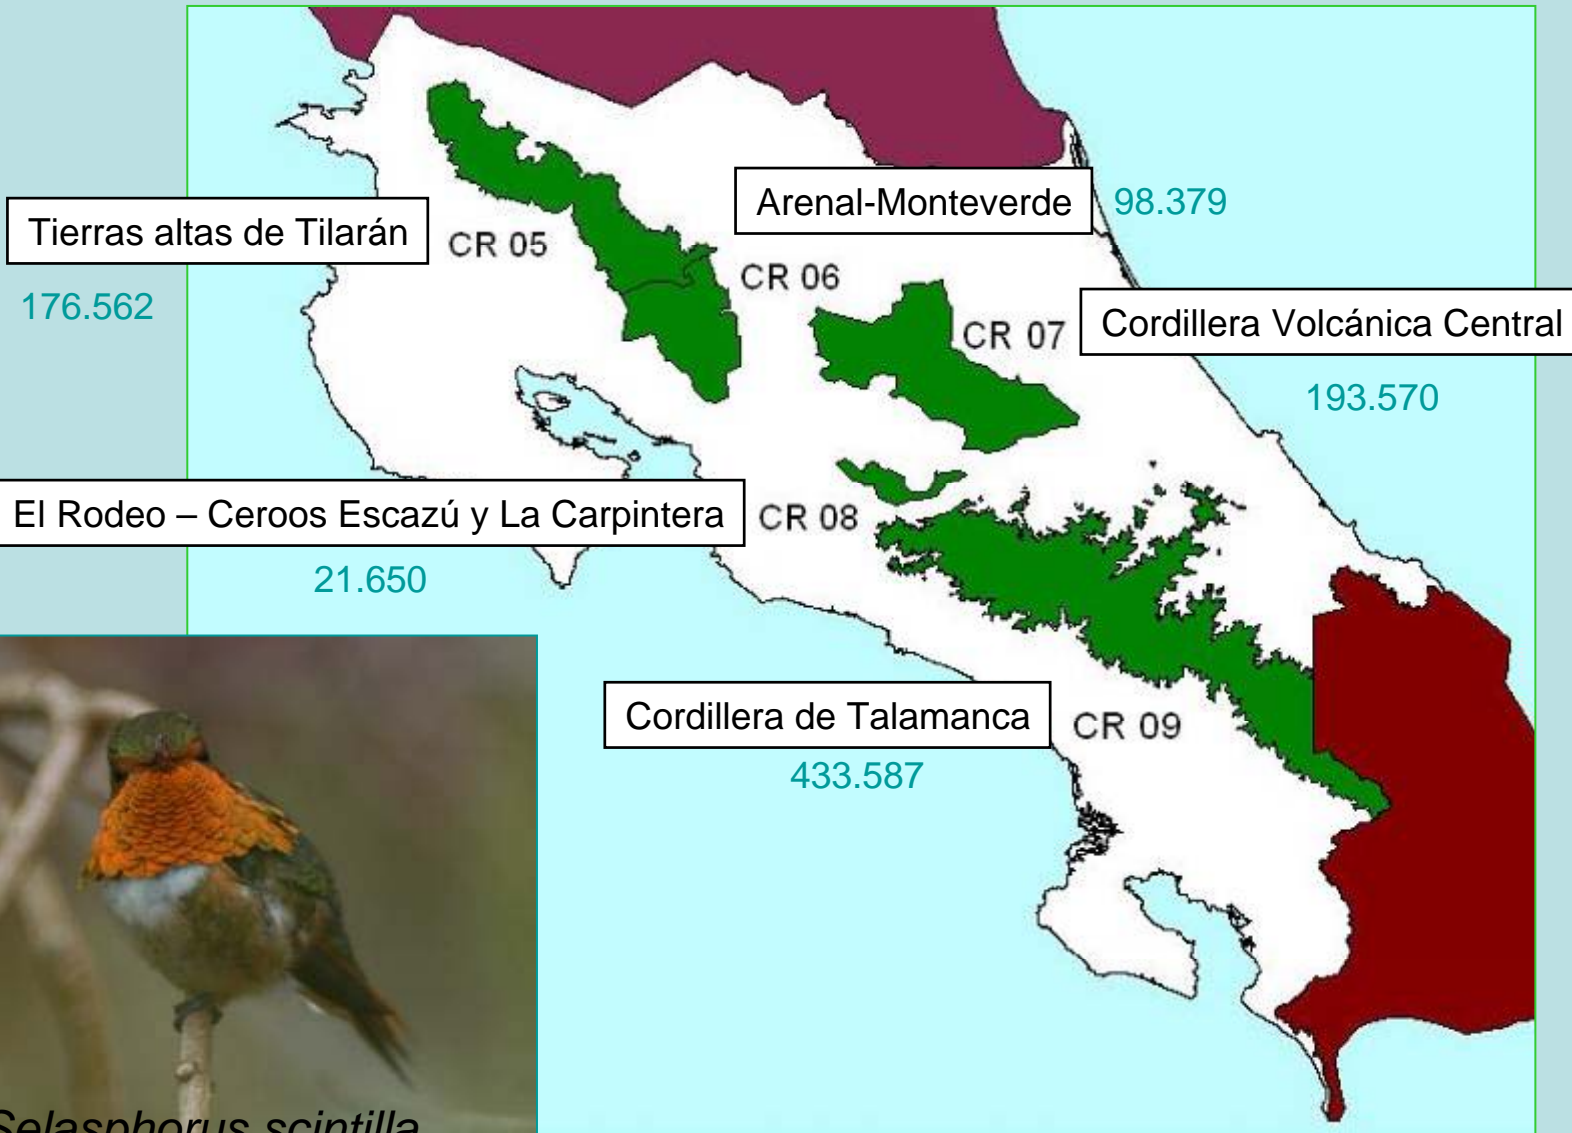 Arenal-Monteverde
98.379
Tierras altas de Tilarán
CR 05
176.562
CR 06
CR 07
Cordillera Volcánica Central
193.570
El Rodeo – Ceroos Escazú y La Carpintera
CR 08
21.650
Cordillera de Talamanca
CR 09
433.587
Selasphorus scintilla